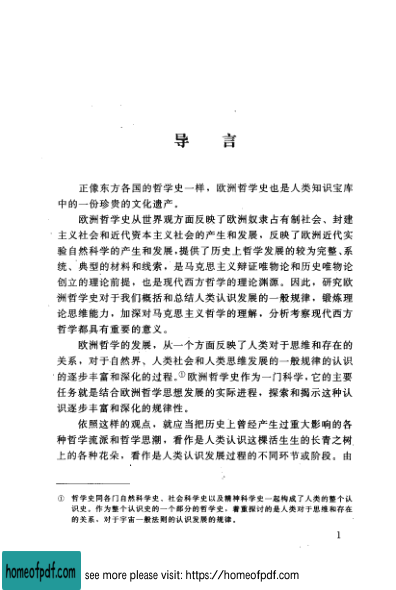 导 言
正像东方各国的哲学史一样，欧洲哲学史也是人类知识宝库
中的一份珍贵的文化遗产。
欧洲哲学史从世界观方面反映了欧洲奴隶占有制社会、封建
主义社会和近代资本主义社会的产生和发展，反映了欧洲近代实
验自然科学的产生和发展，提供了历史上哲学发展的较为完整、系
统、典型的材料和线索，是马克思主义辩证唯物论和历史唯物论
创立的理论前提，也是现代西方哲学的理论渊源。因此，研究欧
洲哲学史对于我们概括和总结人类认识发展的一般规律，锻炼理
论思维能力，加深对马克思主义哲学的理解，分析考察现代西方
哲学都具有重要的意义。
欧洲哲学的发展，从一个方面反映了人类对于思维和存在的
关系，对于自然界、人类社会和人类思维发展的一般规律的认识
的逐步丰富和深化的过程。①欧洲哲学史作为一门科学，它的主要
任务就是结合欧洲哲学思想发展的实际进程，探索和揭示这种认
识逐步丰富和深化的规律性。
依照这样的观点，就应当把历史上曾经产生过重大影响的各
种哲学流派和哲学思潮，看作是人类认识这棵活生生的长青之树
上的各种花朵，看作是人类认识发展过程的不同环节或阶段。由
① 哲学史同各门自然科学史、社会科学史以及精神科学史一起构成了人类的整个认
识史。作为整个认识史的一个部分的哲学史，着重探讨的是人类对于思维和存在
的关系，对于宇宙一般法则的认识发展的规律。
1
homeofpdf.com
see more please visit: https://homeofpdf.com